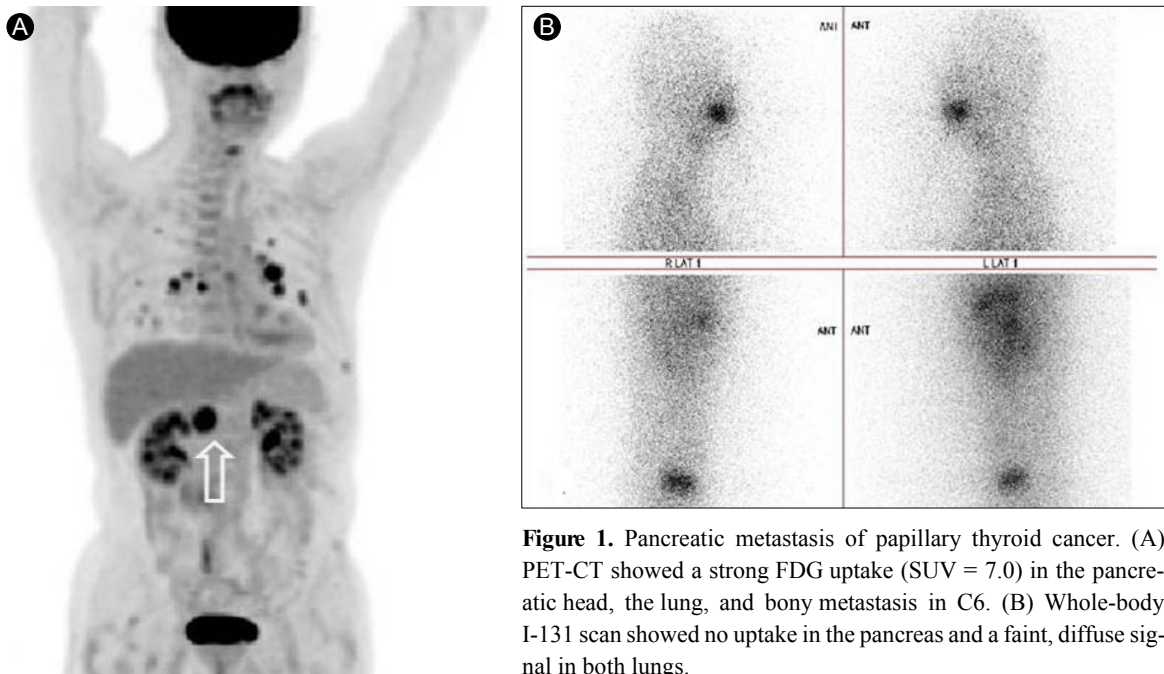 A
B
ANT ANT
R LAT 1 L LAT 1
ANT ANT
Figure 1. Pancreatic metastasis of papillary thyroid cancer. (A)
PET-CT showed a strong FDG uptake (SUV = 7.0) in the pancre-
atic head, the lung, and bony metastasis in C6. (B) Whole-body
I-131 scan showed no uptake in the pancreas and a faint, diffuse sig-
nal in both lungs.